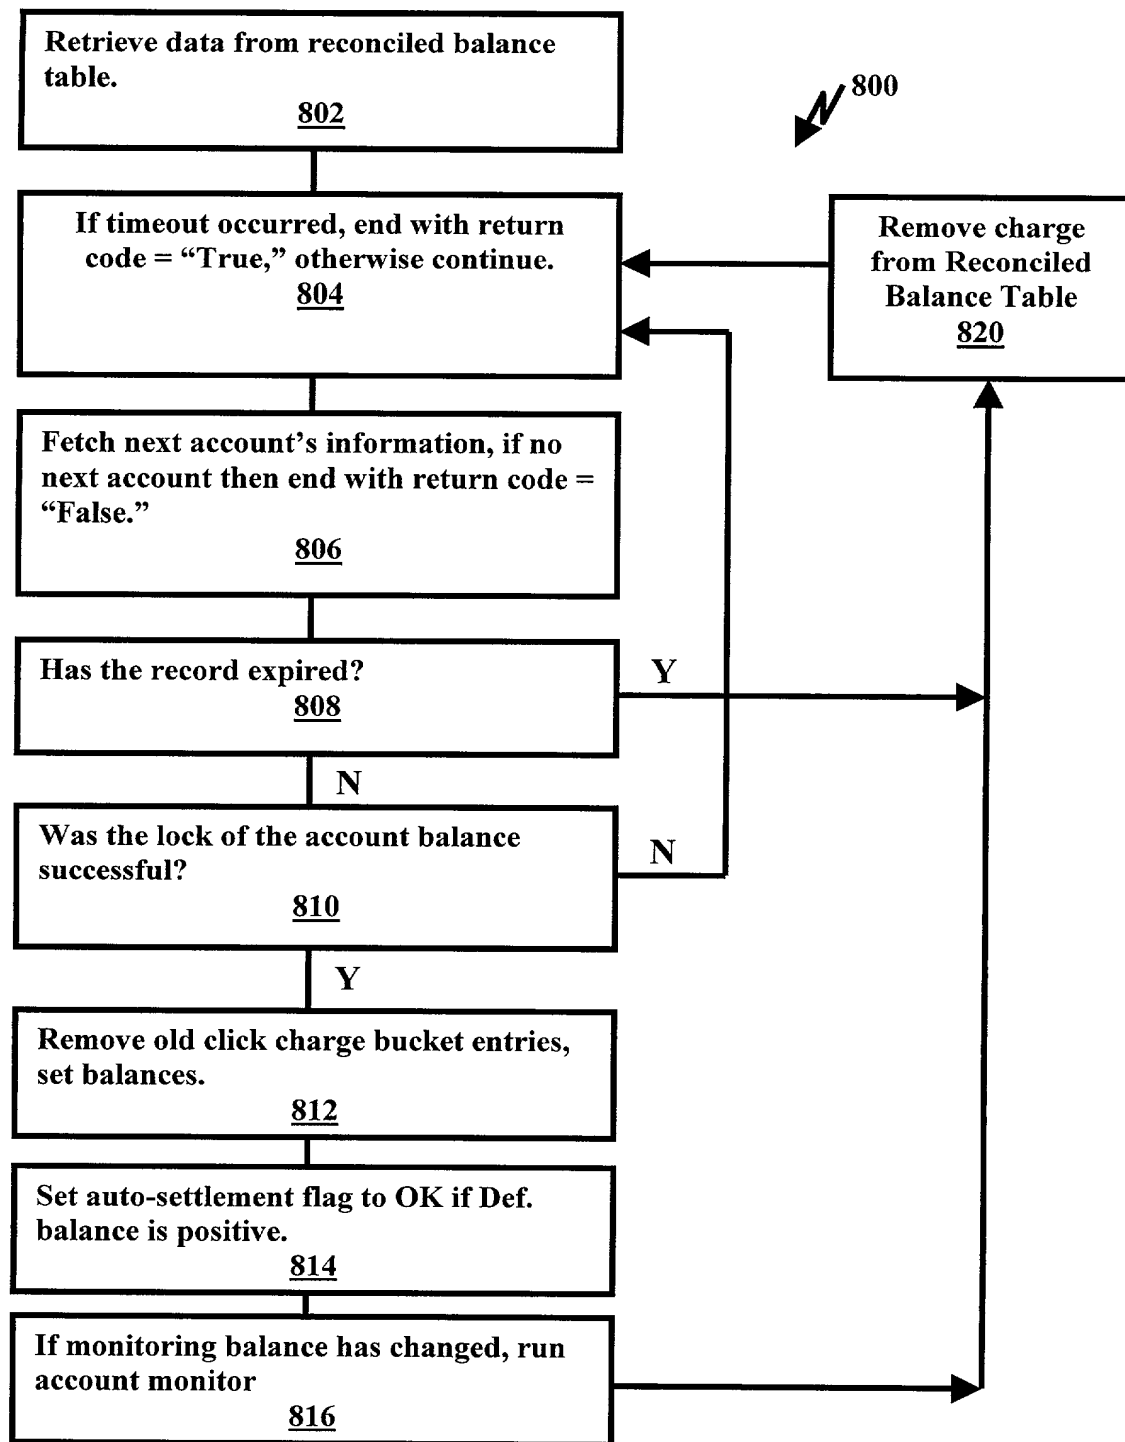 Retrieve data from reconciled balance
table.
802
800
If timeout occurred, end with return
code = “True,” otherwise continue.
804
Remove charge
from Reconciled
Balance Table
820
Fetch next account’s information, if no
next account then end with return code =
“False.”
806
Has the record expired?
808
Y
N
Was the lock of the account balance
successful?
810
N
Y
Remove old click charge bucket entries,
set balances.
812
Set auto-settlement flag to OK if Def.
balance is positive.
814
If monitoring balance has changed, run
account monitor
816